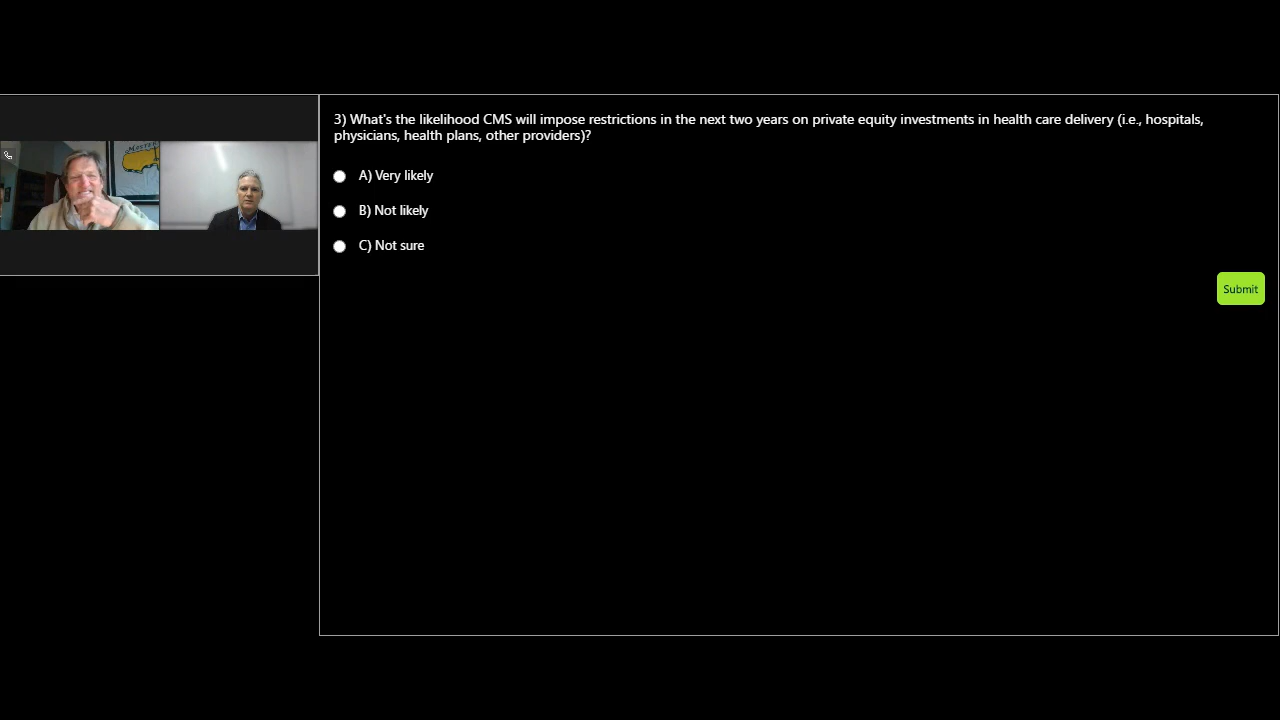 3) What's the likelihood CMS will impose restrictions in the next two years on private equity investments in health care delivery (i.e., hospitals,
physicians, health plans, other providers)?
A) Very likely
B) Not likely
C) Not sure
Submit